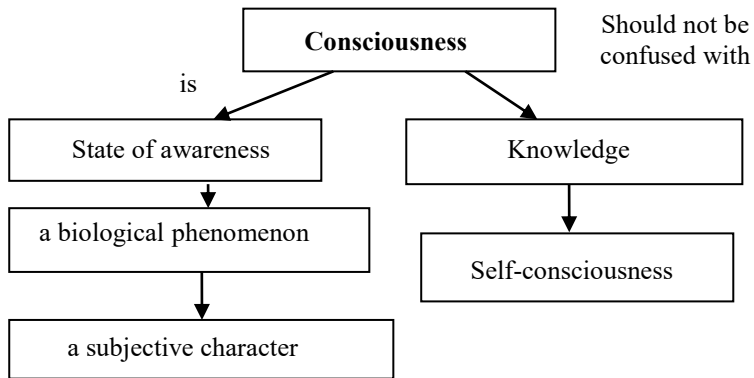 Consciousness
Should not be
confused with
is
State of awareness
Knowledge
a biological phenomenon
Self-consciousness
a subjective character